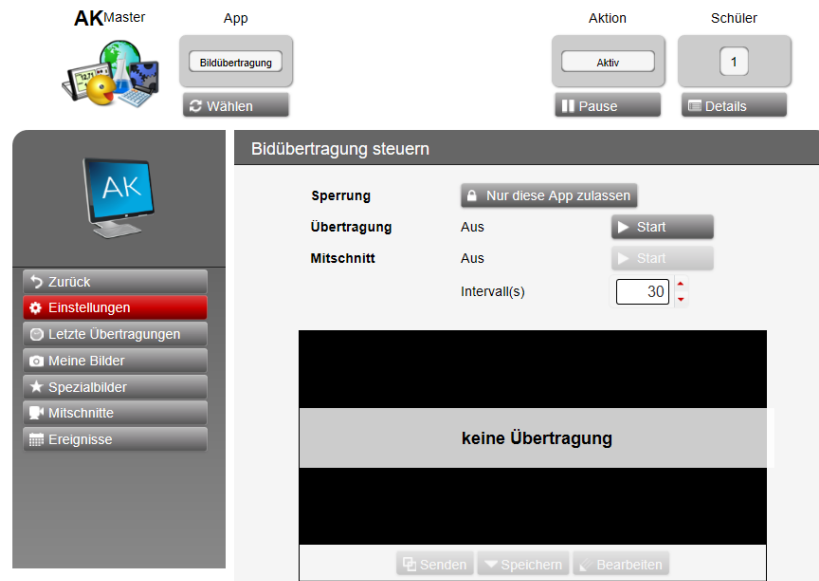 AKMaster App Aktion Schüler
Bildübertragung Aktiv 1
Wählen Pause Details
AK
Bidübertragung steuern
Sperrung Nur diese App zulassen
Übertragung Aus Start
Mitschnitt Aus Start
Intervall(s) 30
Zurück
Einstellungen
Letzte Übertragungen
Meine Bilder
Spezialbilder
Mitschnitte
Ereignisse
keine Übertragung
Senden Speichern Bearbeiten